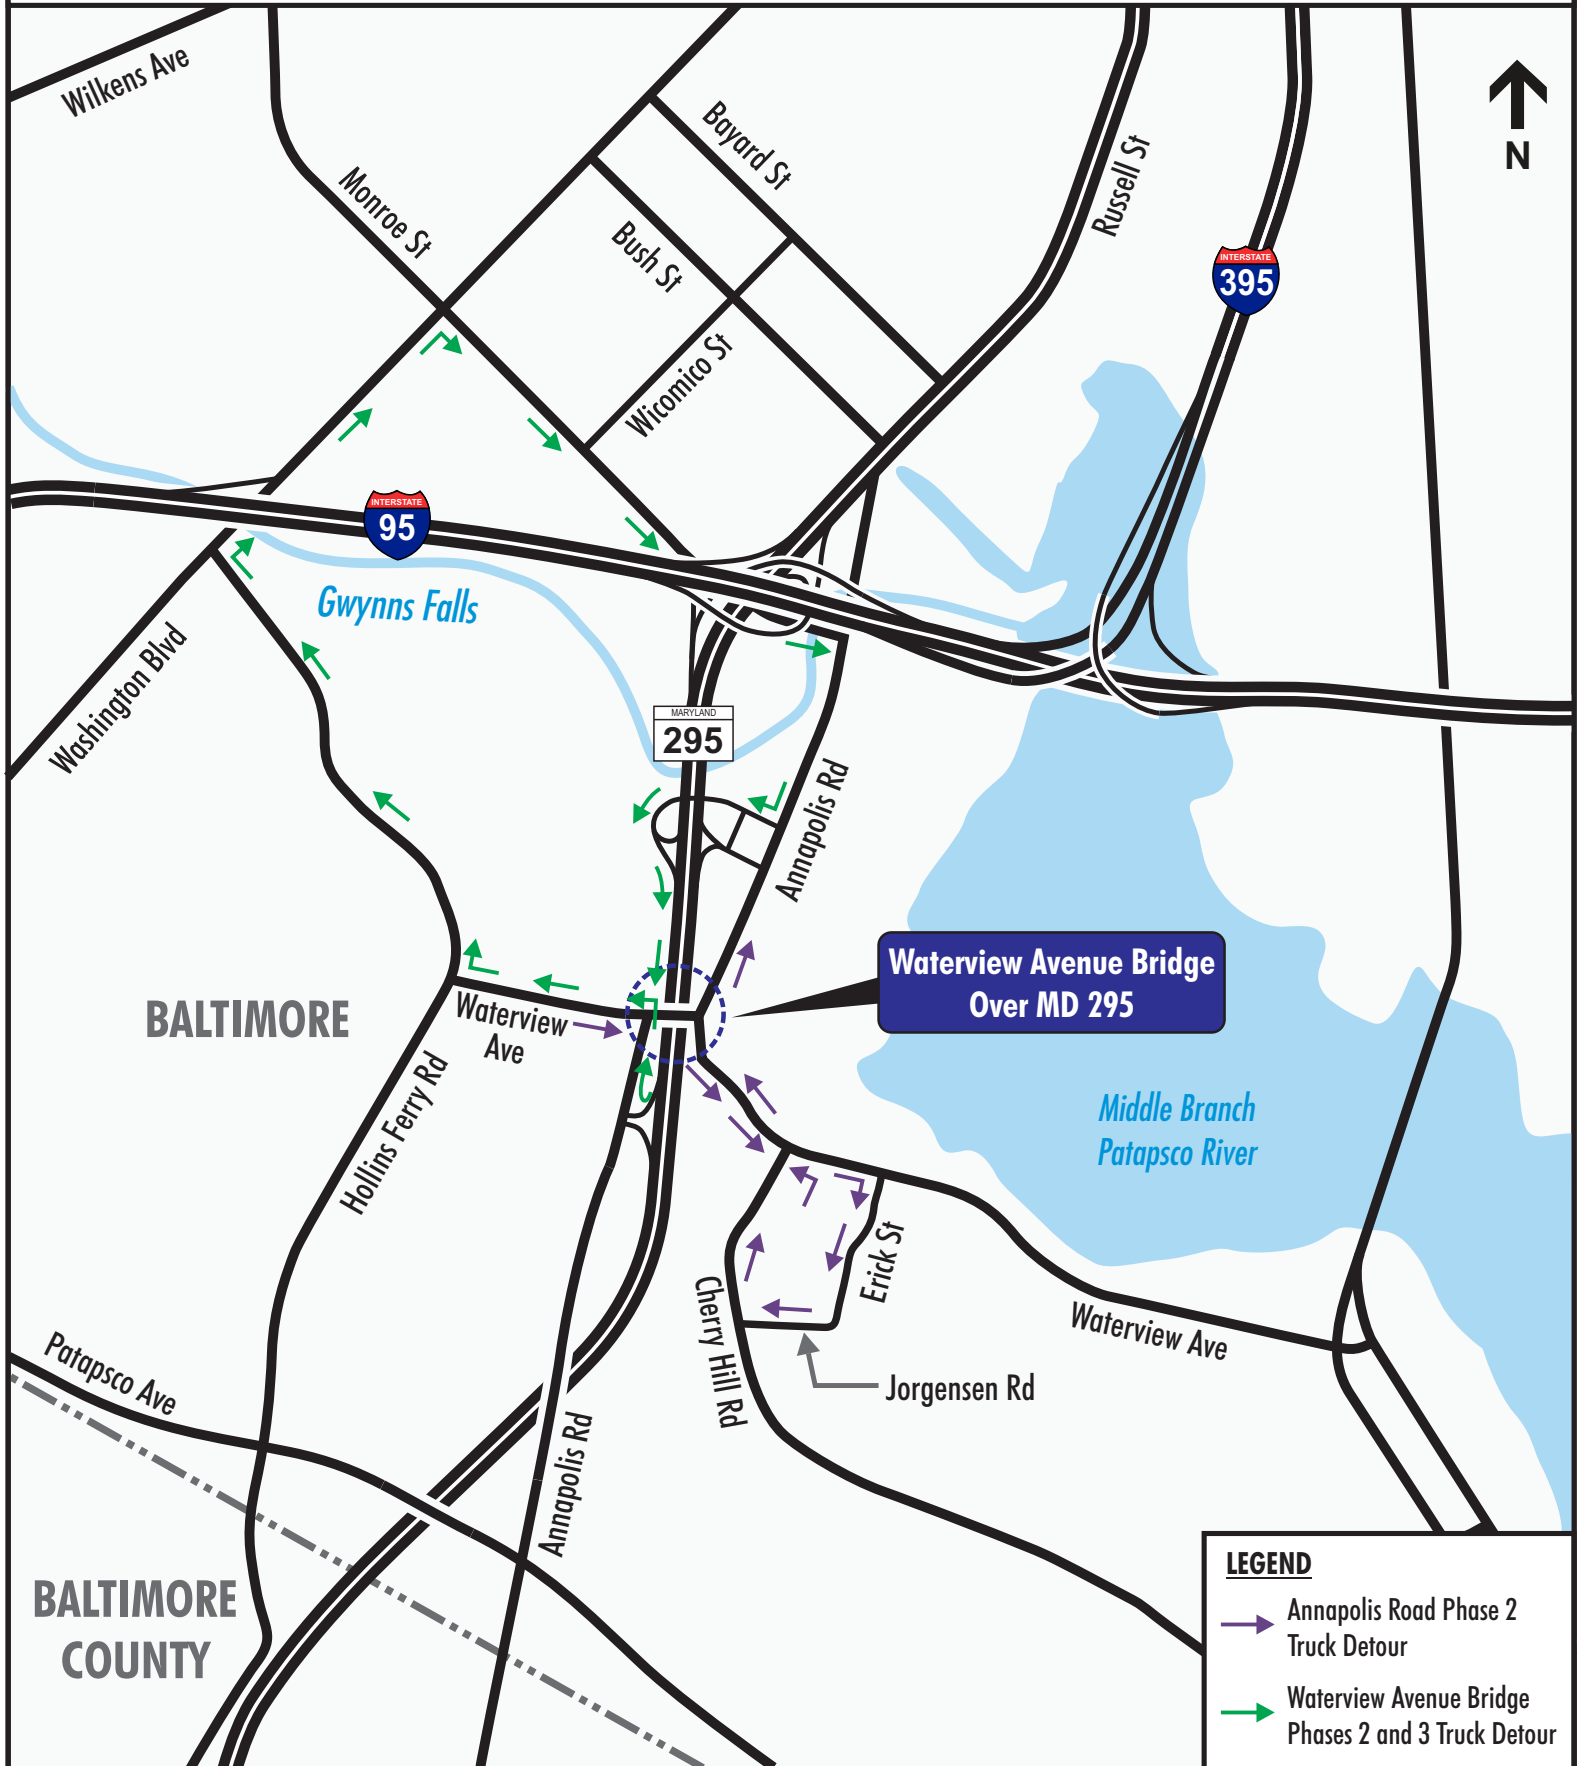 Wilkens Ave
Monroe St
Bayard St
Bush St
Wicomico St
Russell St
N
INTERSTATE
395
INTERSTATE
95
Gwynns Falls
Washington Blvd
MARYLAND
295
Annapolis Rd
Waterview Avenue Bridge
Over MD 295
BALTIMORE
Waterview
Ave
Hollins Ferry Rd
Middle Branch
Patapsco River
Erick St
Cherry Hill Rd
Waterview Ave
Jorgensen Rd
Patapsco Ave
Annapolis Rd
BALTIMORE
COUNTY
LEGEND
Annapolis Road Phase 2
Truck Detour
Waterview Avenue Bridge
Phases 2 and 3 Truck Detour